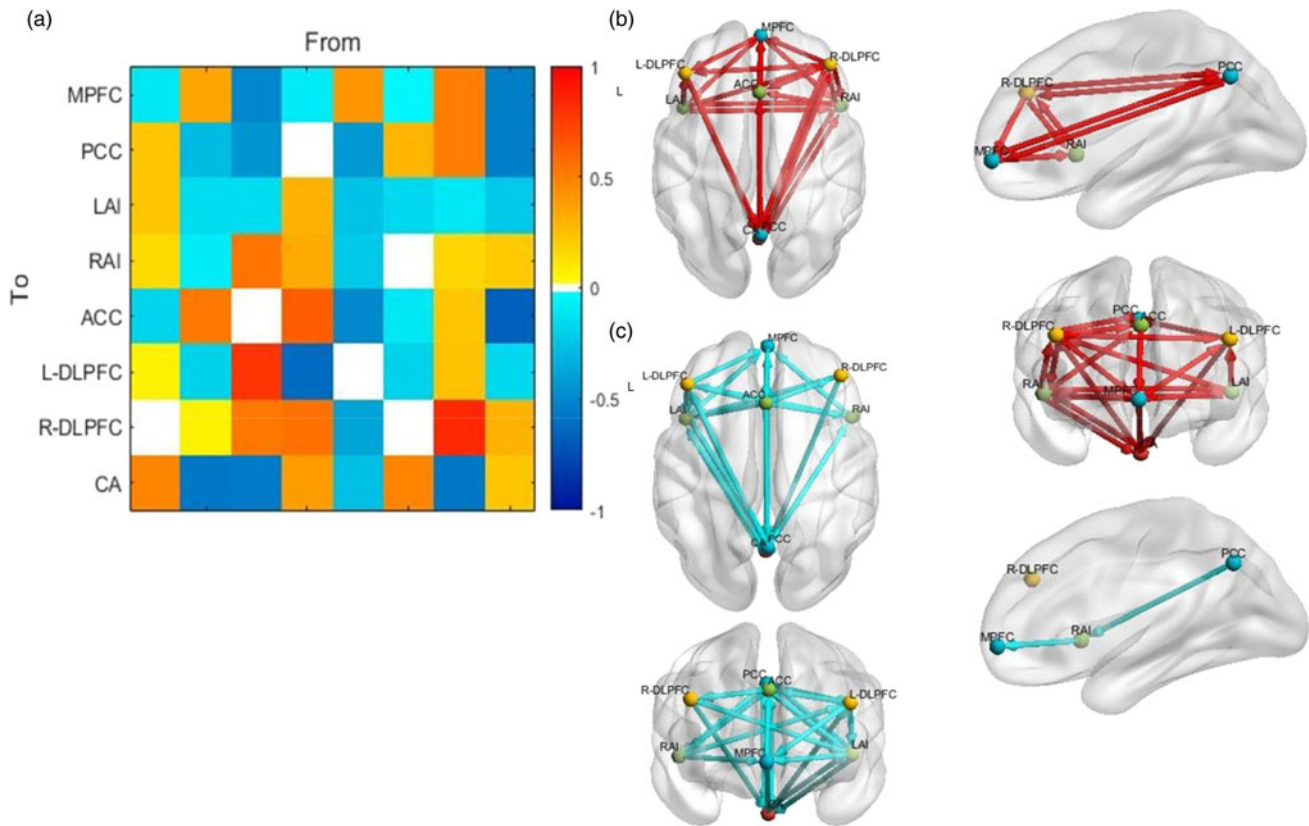 (a)
From
To
MPFC
PCC
LAI
RAI
ACC
L-DLPFC
R-DLPFC
CA
1
0.5
0
-0.5
-1
(b)
L
MPFC
L-DLPFC
R-DLPFC
ACC
LAI
RAI
PCC
R-DLPFC
MPFC
RAI
PCC
ACC
R-DLPFC
L-DLPFC
RAI
LAI
MPFC
(c)
L
MPFC
L-DLPFC
R-DLPFC
ACC
LAI
RAI
PCC
PCC
ACC
R-DLPFC
L-DLPFC
RAI
LAI
MPFC
PCC
R-DLPFC
RAI
MPFC